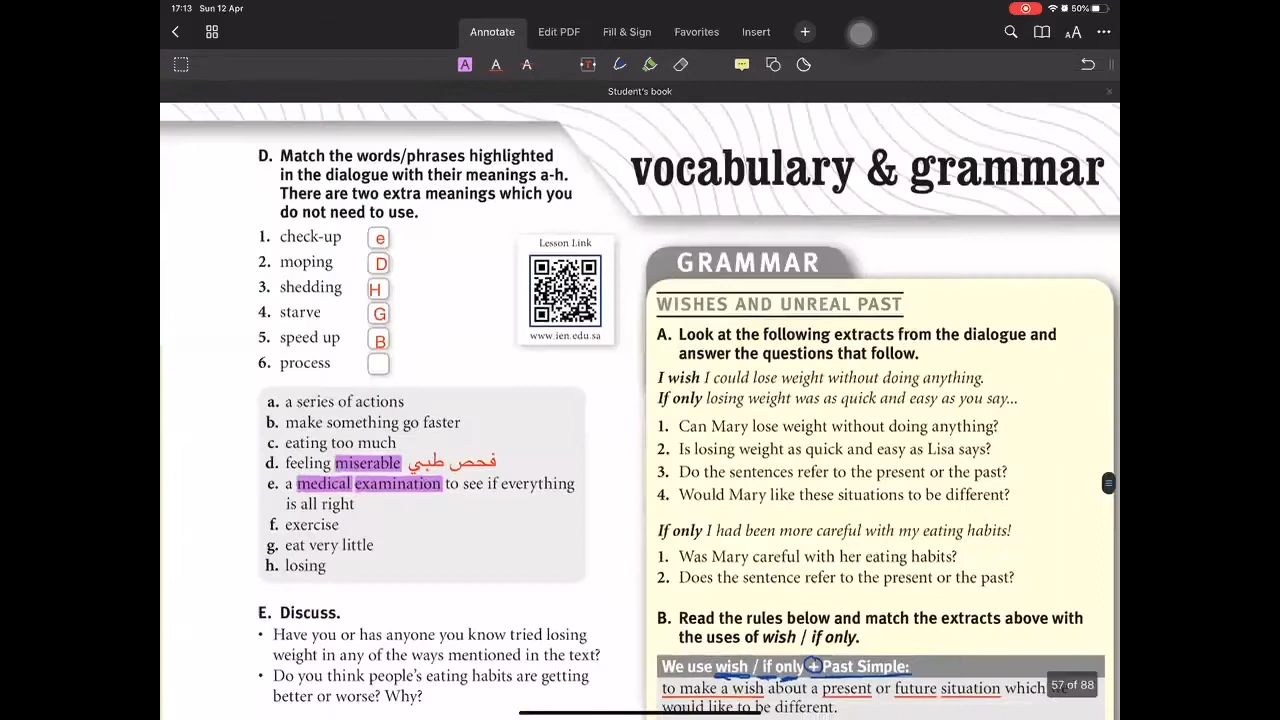 17:13 Sun 12 Apr
50%
Annotate Edit PDF Fill & Sign Favorites Insert
Student's book
D. Match the words/phrases highlighted
in the dialogue with their meanings a-h.
There are two extra meanings which you
do not need to use.
1. check-up e
2. moping D
3. shedding H
4. starve G
5. speed up B
6. process
Lesson Link
www.ien.edu.sa
a. a series of actions
b. make something go faster
c. eating too much
d. feeling miserable فحص طبي
e. a medical examination to see if everything
is all right
f. exercise
g. eat very little
h. losing
E. Discuss.
• Have you or has anyone you know tried losing
weight in any of the ways mentioned in the text?
• Do you think people's eating habits are getting
better or worse? Why?
vocabulary & grammar
GRAMMAR
WISHES AND UNREAL PAST
A. Look at the following extracts from the dialogue and
answer the questions that follow.
I wish I could lose weight without doing anything.
If only losing weight was as quick and easy as you say...
1. Can Mary lose weight without doing anything?
2. Is losing weight as quick and easy as Lisa says?
3. Do the sentences refer to the present or the past?
4. Would Mary like these situations to be different?
If only I had been more careful with my eating habits!
1. Was Mary careful with her eating habits?
2. Does the sentence refer to the present or the past?
B. Read the rules below and match the extracts above with
the uses of wish / if only.
We use wish / if only + Past Simple:
to make a wish about a present or future situation which
would like to be different.
57 of 88